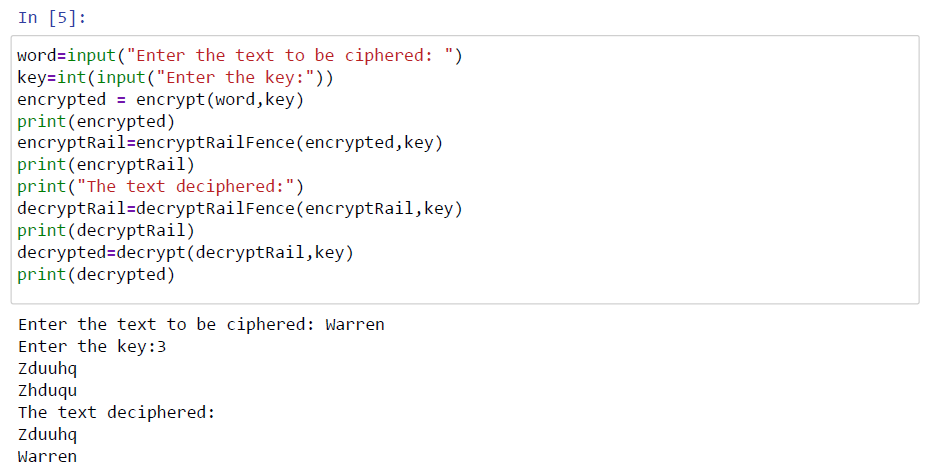 In [5]:
word=input("Enter the text to be ciphered: ")
key=int(input("Enter the key:"))
encrypted = encrypt(word,key)
print(encrypted)
encryptRail=encryptRailFence(encrypted,key)
print(encryptRail)
print("The text deciphered:")
decryptRail=decryptRailFence(encryptRail,key)
print(decryptRail)
decrypted=decrypt(decryptRail,key)
print(decrypted)
Enter the text to be ciphered: Warren
Enter the key:3
Zduuhq
Zhduqu
The text deciphered:
Zduuhq
Warren